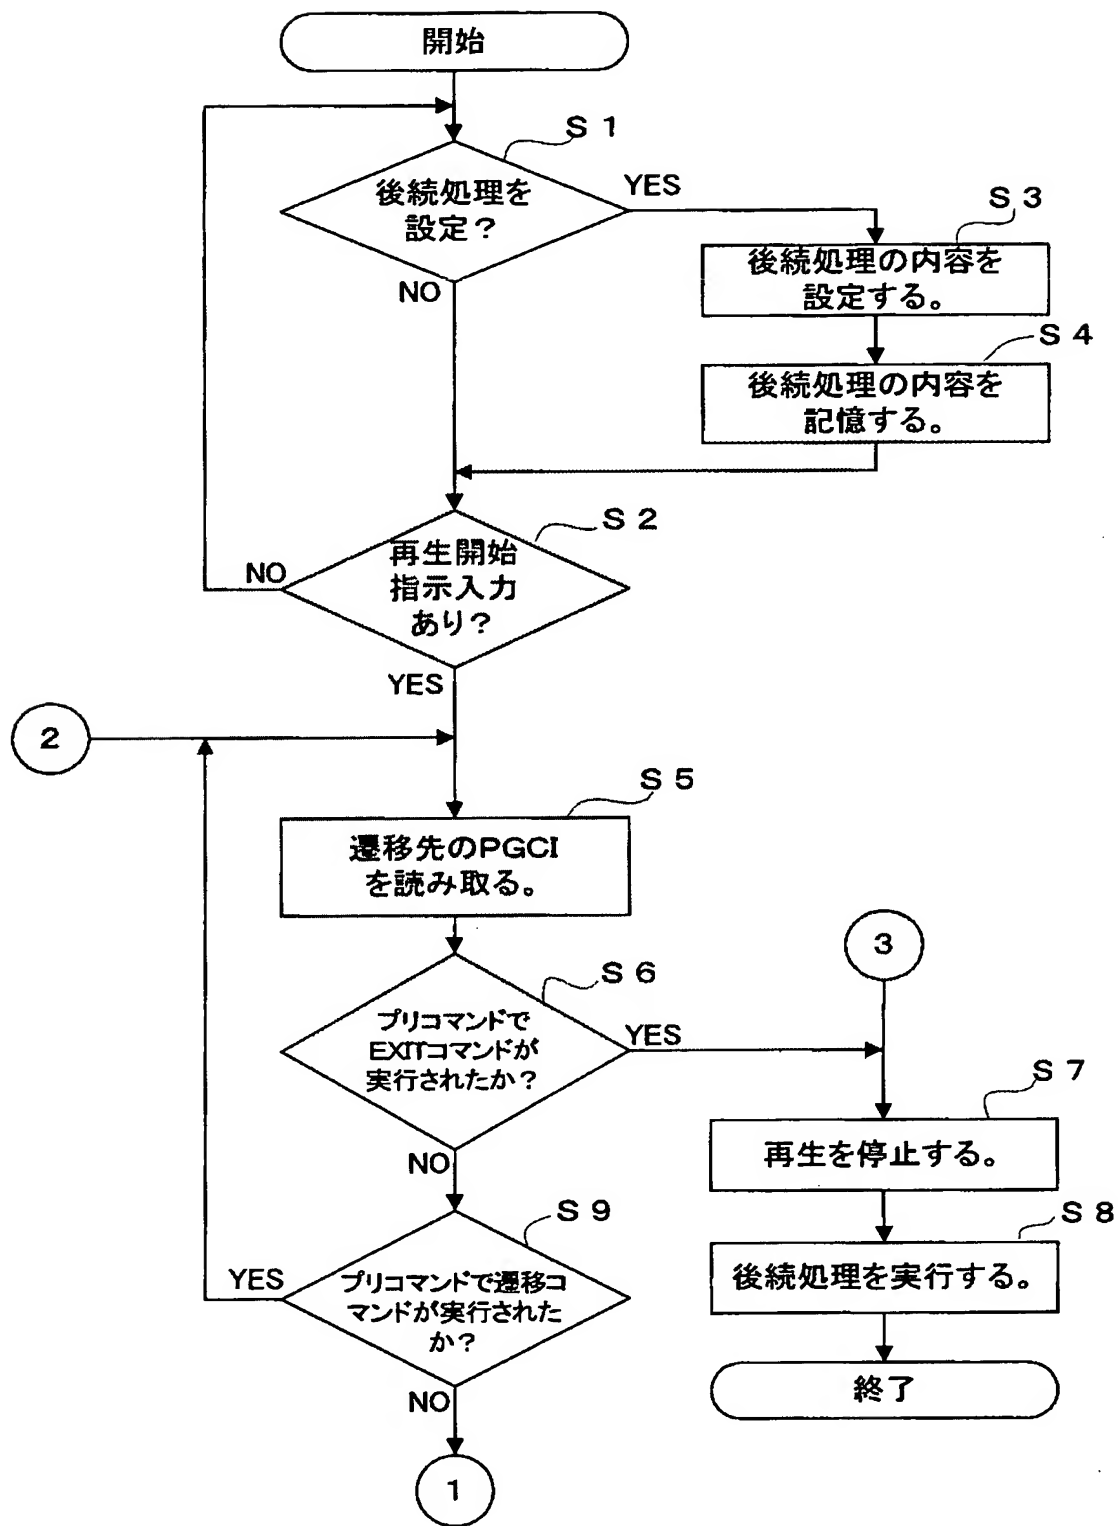 開始
S 1
後続処理を
設定?
YES
NO
S 3
後続処理の内容を
設定する。
S 4
後続処理の内容を
記憶する。
S 2
再生開始
指示入力
あり?
NO
YES
2
S 5
遷移先のPGCI
を読み取る。
3
S 6
プリコマンドで
EXITコマンドが
実行されたか?
YES
NO
S 7
再生を停止する。
S 8
後続処理を実行する。
終了
S 9
プリコマンドで遷移コ
マンドが実行された
か?
YES
NO
1